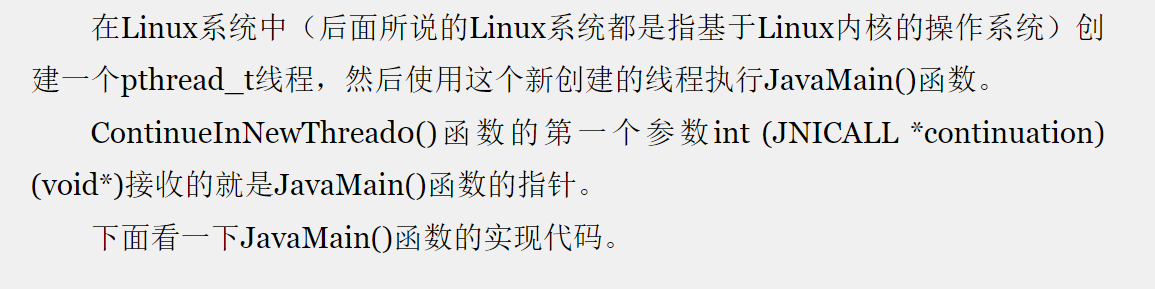 在Linux系统中（后面所说的Linux系统都是指基于Linux内核的操作系统）创
建一个pthread_t线程，然后使用这个新创建的线程执行JavaMain()函数。
ContinueInNewThread0()函数的第一个参数int (JNICALL *continuation)
(void*)接收的就是JavaMain()函数的指针。
下面看一下JavaMain()函数的实现代码。